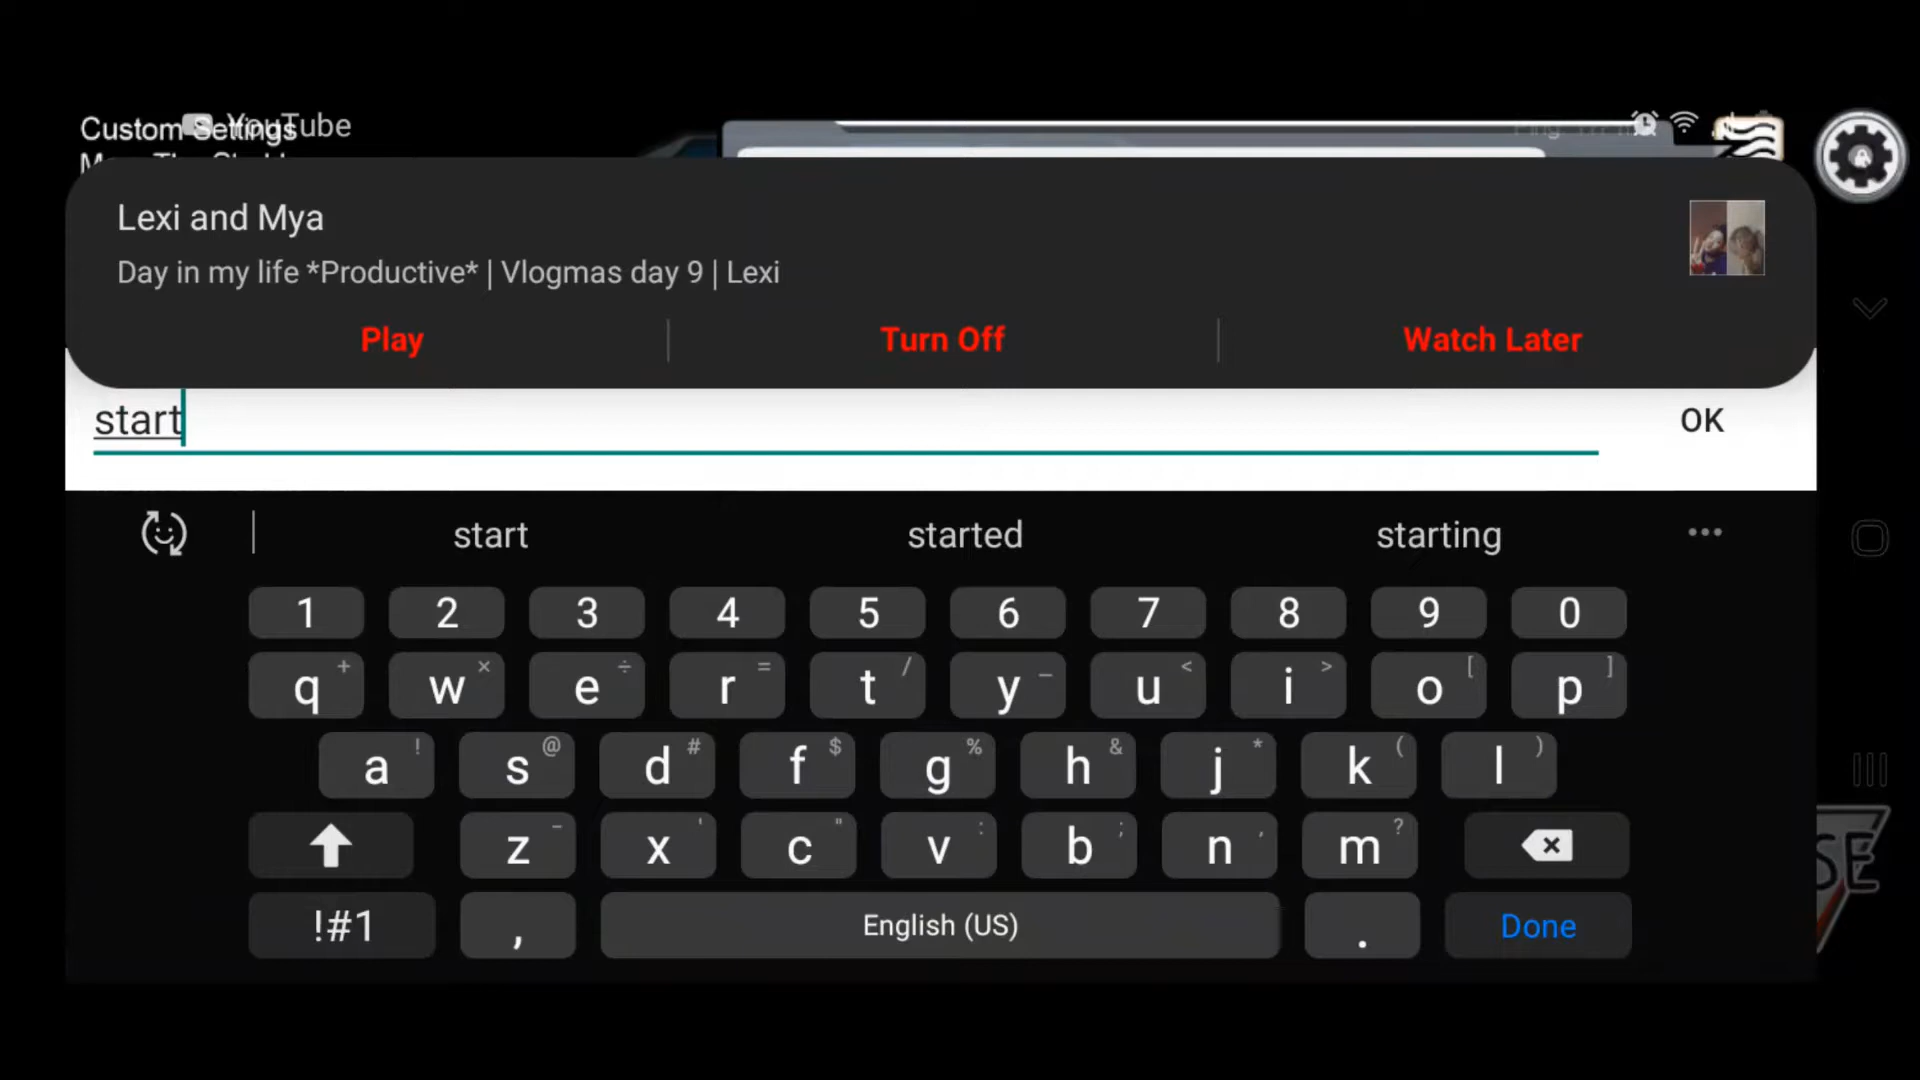 Custom Settings
YouTube
Lexi and Mya
Day in my life *Productive* | Vlogmas day 9 | Lexi
Play Turn Off Watch Later
start
OK
start started starting
1 2 3 4 5 6 7 8 9 0
q + w × e ÷ r = t / y _ u < i > o [ p ]
a ! s @ d # f $ g % h & j * k ( l )
z - x ' c " v : b ; n , m ?
!#1 , English (US) . Done